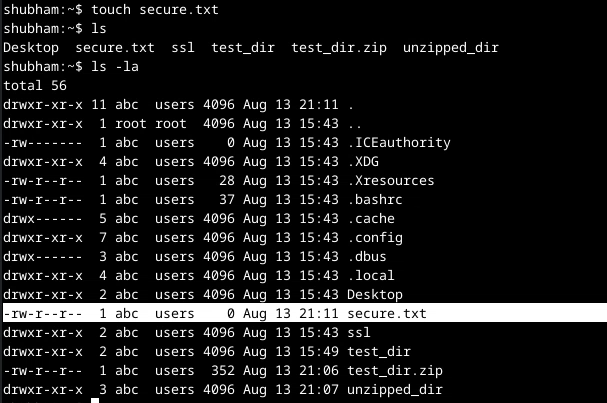 shubham:~$ touch secure.txt
shubham:~$ ls
Desktop  secure.txt  ssl  test_dir  test_dir.zip  unzipped_dir
shubham:~$ ls -la
total 56
drwxr-xr-x 11 abc  users 4096 Aug 13 21:11 .
drwxr-xr-x  1 root root  4096 Aug 13 15:43 ..
-rw-------  1 abc  users    0 Aug 13 15:43 .ICEauthority
drwxr-xr-x  4 abc  users 4096 Aug 13 15:43 .XDG
-rw-r--r--  1 abc  users   28 Aug 13 15:43 .Xresources
-rw-r--r--  1 abc  users   37 Aug 13 15:43 .bashrc
drwx------  5 abc  users 4096 Aug 13 15:43 .cache
drwxr-xr-x  7 abc  users 4096 Aug 13 15:43 .config
drwx------  3 abc  users 4096 Aug 13 15:43 .dbus
drwxr-xr-x  4 abc  users 4096 Aug 13 15:43 .local
drwxr-xr-x  2 abc  users 4096 Aug 13 15:43 Desktop
-rw-r--r--  1 abc  users    0 Aug 13 21:11 secure.txt
drwxr-xr-x  2 abc  users 4096 Aug 13 15:43 ssl
drwxr-xr-x  2 abc  users 4096 Aug 13 15:49 test_dir
-rw-r--r--  1 abc  users  352 Aug 13 21:06 test_dir.zip
drwxr-xr-x  3 abc  users 4096 Aug 13 21:07 unzipped_dir